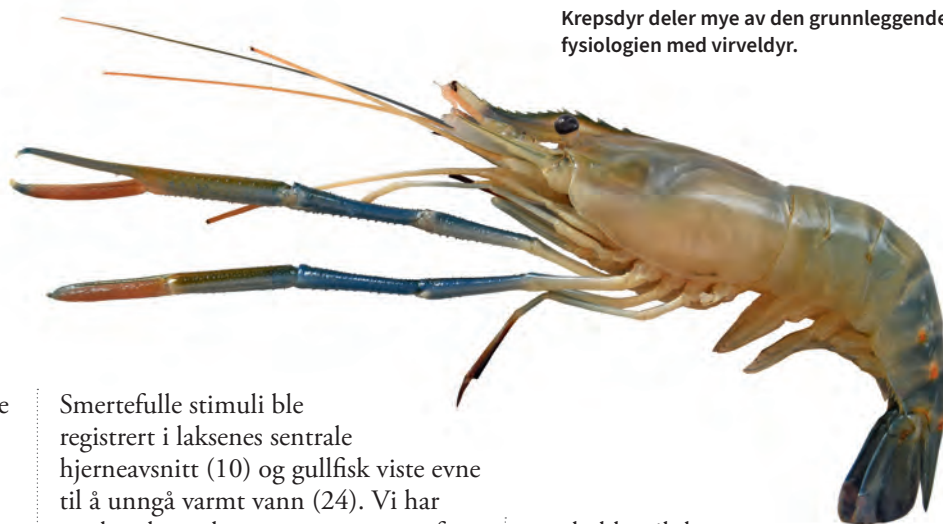 Krepsdyr deler mye av den grunnleggende
fysiologien med virveldyr.
Smertefulle stimuli ble
registrert i laksenes sentrale
hjerneavsnitt (10) og gullfisk viste evne
til å unngå varmt vann (24). Vi har